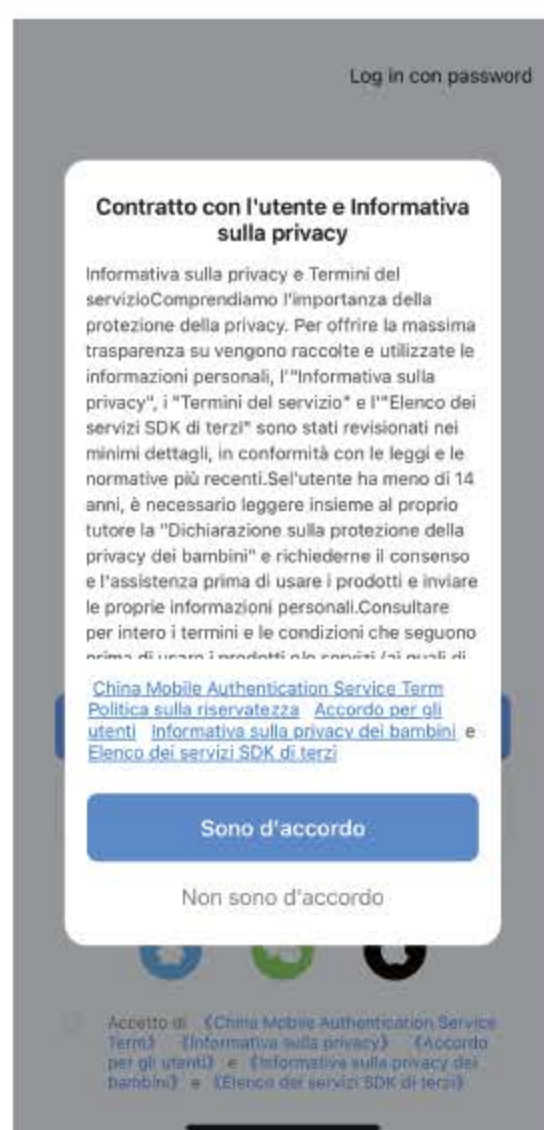 Log in con password
Contratto con l'utente e Informativa
sulla privacy
Informativa sulla privacy e Termini del
servizioComprendiamo l'importanza della
protezione della privacy. Per offrire la massima
trasparenza su vengono raccolte e utilizzate le
informazioni personali, l'"Informativa sulla
privacy", i "Termini del servizio" e l'"Elenco dei
servizi SDK di terzi" sono stati revisionati nei
minimi dettagli, in conformità con le leggi e le
normative più recenti.Sel'utente ha meno di 14
anni, è necessario leggere insieme al proprio
tutore la "Dichiarazione sulla protezione della
privacy dei bambini" e richiederne il consenso
e l'assistenza prima di usare i prodotti e inviare
le proprie informazioni personali.Consultare
per intero i termini e le condizioni che seguono
prima di usare i prodotti e/o servizi (ai quali di
China Mobile Authentication Service Term
Politica sulla riservatezza Accordo per gli
utenti Informativa sulla privacy dei bambini e
Elenco dei servizi SDK di terzi
Sono d'accordo
Non sono d'accordo
Accetto di 《China Mobile Authentication Service
Term》 《Informativa sulla privacy》 《Accordo
per gli utenti》 e 《Informativa sulla privacy dei
bambini》 e 《Elenco dei servizi SDK di terzi》